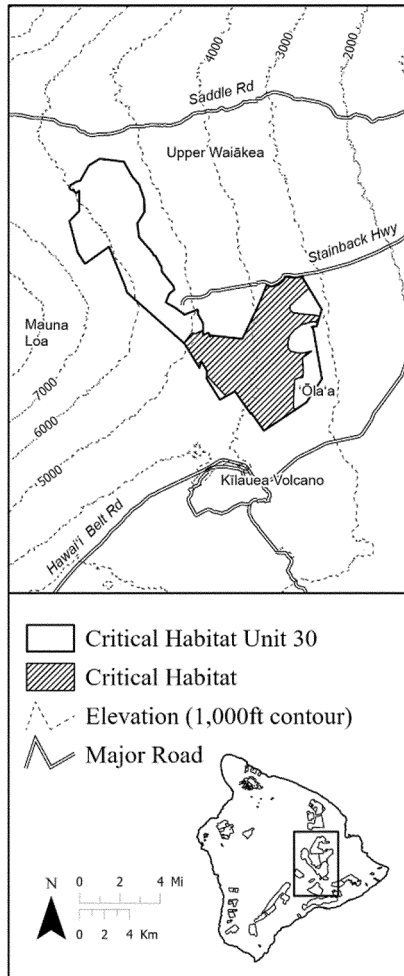 4000
3000
2000
Saddle Rd
Upper Waiākea
Stainback Hwy
Mauna
Loa
ʻŌlaʻa
7000
6000
5000
Kīlauea Volcano
Hawaiʻi Belt Rd
Critical Habitat Unit 30
Critical Habitat
Elevation (1,000ft contour)
Major Road
N
0 2 4 Mi
0 2 4 Km